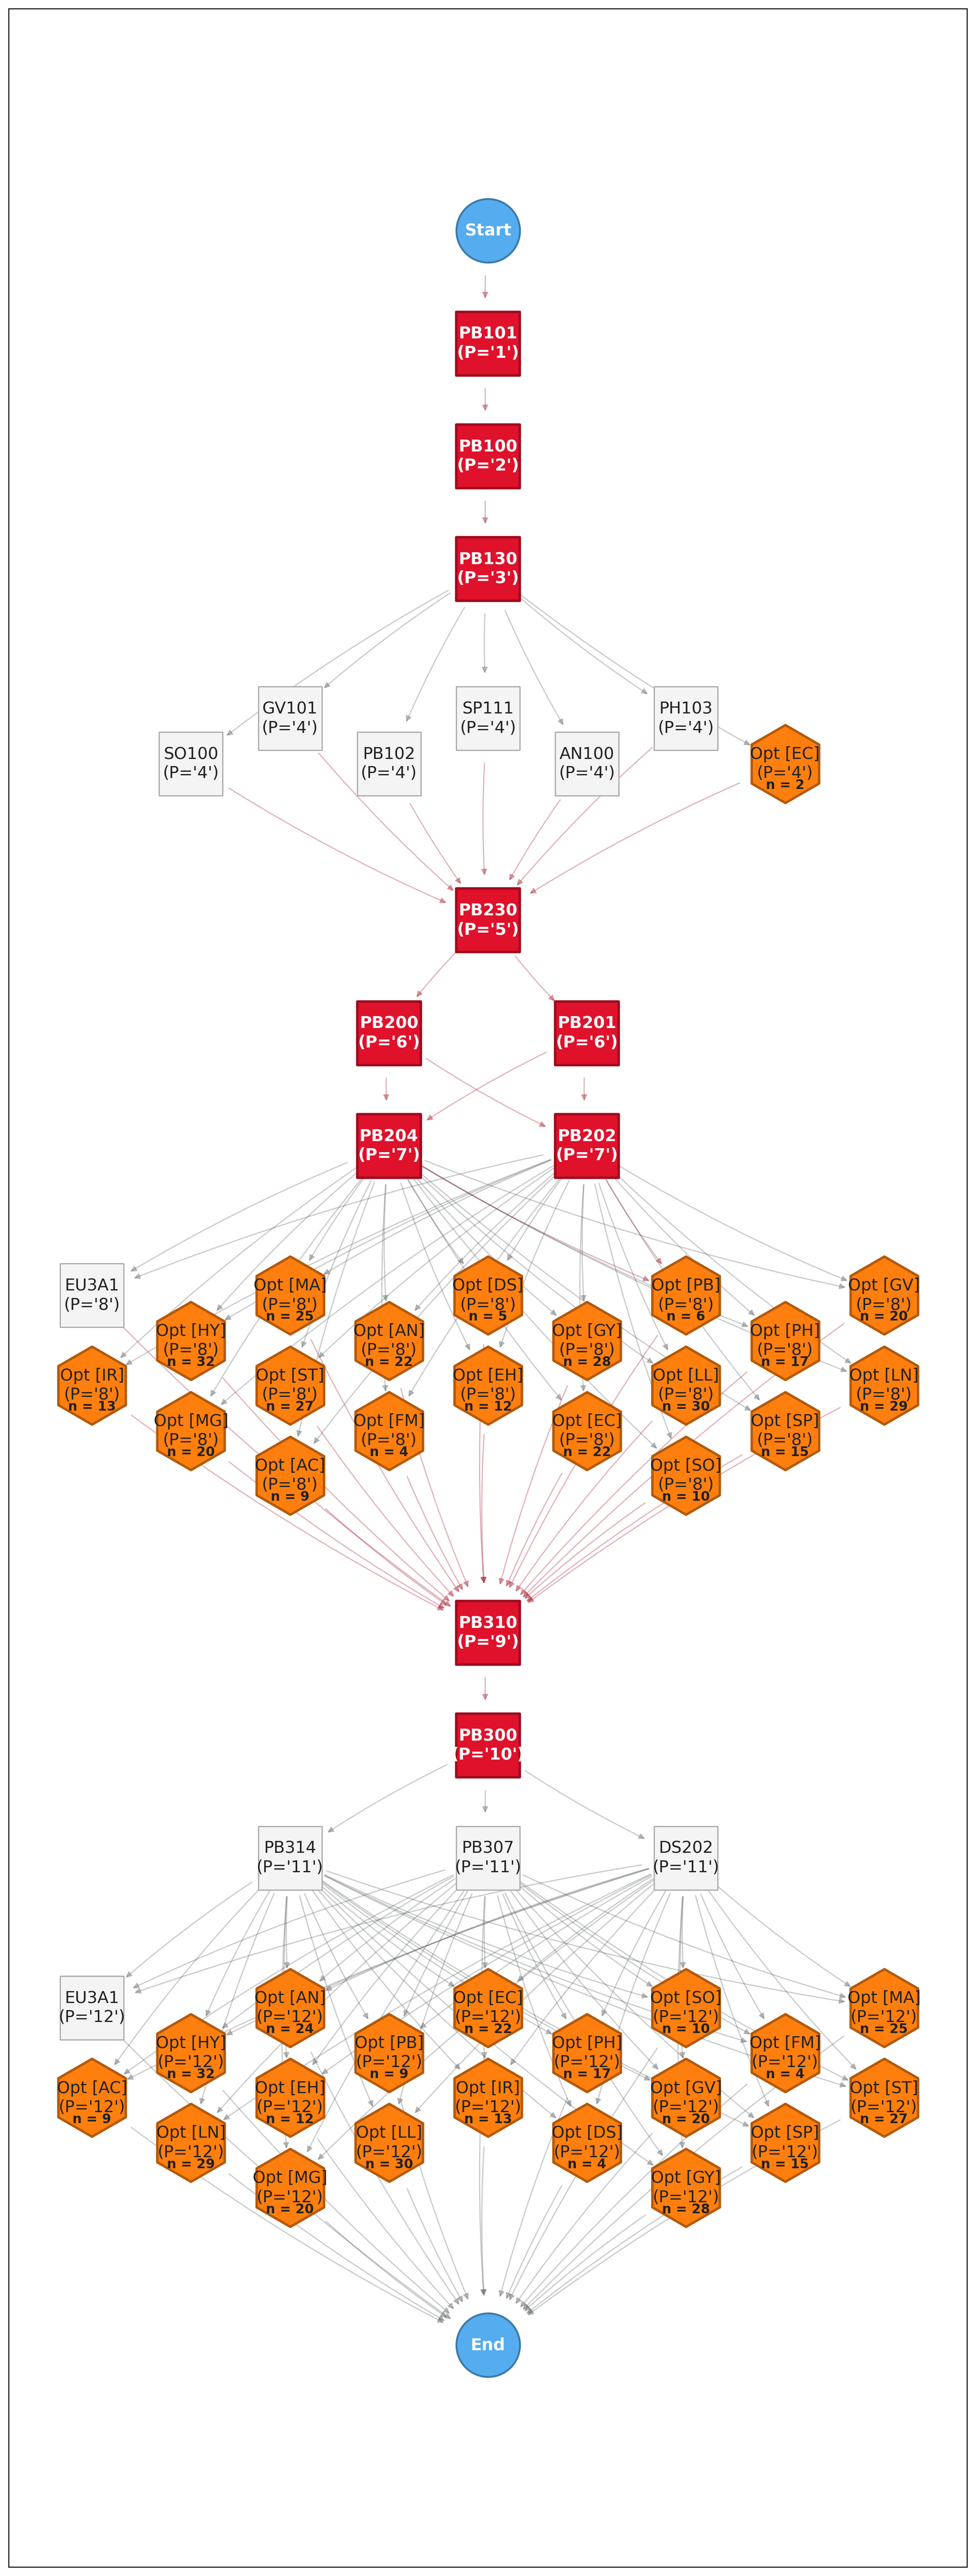 Start
PB101
(P='1')
PB100
(P='2')
PB130
(P='3')
GV101
(P='4')
SP111
(P='4')
PH103
(P='4')
SO100
(P='4')
PB102
(P='4')
AN100
(P='4')
Opt [EC]
(P='4')
n = 2
PB230
(P='5')
PB200
(P='6')
PB201
(P='6')
PB204
(P='7')
PB202
(P='7')
EU3A1
(P='8')
Opt [MA]
(P='8')
n = 25
Opt [DS]
(P='8')
n = 5
Opt [PB]
(P='8')
n = 6
Opt [GV]
(P='8')
n = 20
Opt [HY]
(P='8')
n = 32
Opt [AN]
(P='8')
n = 22
Opt [GY]
(P='8')
n = 28
Opt [PH]
(P='8')
n = 17
Opt [IR]
(P='8')
n = 13
Opt [ST]
(P='8')
n = 27
Opt [EH]
(P='8')
n = 12
Opt [LL]
(P='8')
n = 30
Opt [LN]
(P='8')
n = 29
Opt [MG]
(P='8')
n = 20
Opt [FM]
(P='8')
n = 4
Opt [EC]
(P='8')
n = 22
Opt [SP]
(P='8')
n = 15
Opt [AC]
(P='8')
n = 9
Opt [SO]
(P='8')
n = 10
PB310
(P='9')
PB300
(P='10')
PB314
(P='11')
PB307
(P='11')
DS202
(P='11')
EU3A1
(P='12')
Opt [AN]
(P='12')
n = 24
Opt [EC]
(P='12')
n = 22
Opt [SO]
(P='12')
n = 10
Opt [MA]
(P='12')
n = 25
Opt [HY]
(P='12')
n = 32
Opt [PB]
(P='12')
n = 9
Opt [PH]
(P='12')
n = 17
Opt [FM]
(P='12')
n = 4
Opt [AC]
(P='12')
n = 9
Opt [EH]
(P='12')
n = 12
Opt [IR]
(P='12')
n = 13
Opt [GV]
(P='12')
n = 20
Opt [ST]
(P='12')
n = 27
Opt [LN]
(P='12')
n = 29
Opt [LL]
(P='12')
n = 30
Opt [DS]
(P='12')
n = 4
Opt [SP]
(P='12')
n = 15
Opt [MG]
(P='12')
n = 20
Opt [GY]
(P='12')
n = 28
End